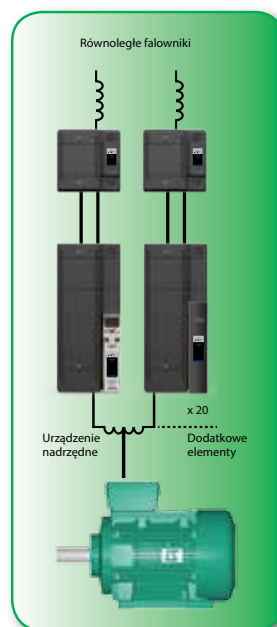 Równoległe falowniki
x 20
Urządzenie
nadrzędne
Dodatkowe
elementy